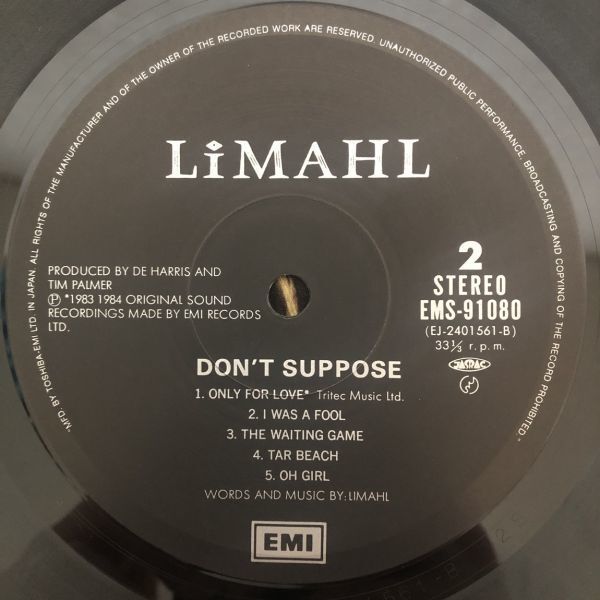 *MFD. BY TOSHIBA-EMI LTD. IN JAPAN. ALL RIGHTS OF THE MANUFACTURER AND OF THE OWNER OF THE RECORDED WORK ARE RESERVED. UNAUTHORIZED PUBLIC PERFORMANCE, BROADCASTING AND COPYING OF THE RECORD PROHIBITED.*
LiMAHL
PRODUCED BY DE HARRIS AND
TIM PALMER
Ⓟ *1983 1984 ORIGINAL SOUND
RECORDINGS MADE BY EMI RECORDS
LTD.
2
STEREO
EMS-91080
(EJ-2401561-B)
33⅓ r.p.m.
JASRAC
DON'T SUPPOSE
1. ONLY FOR LOVE* Tritec Music Ltd.
2. I WAS A FOOL
3. THE WAITING GAME
4. TAR BEACH
5. OH GIRL
WORDS AND MUSIC BY: LIMAHL
EMI